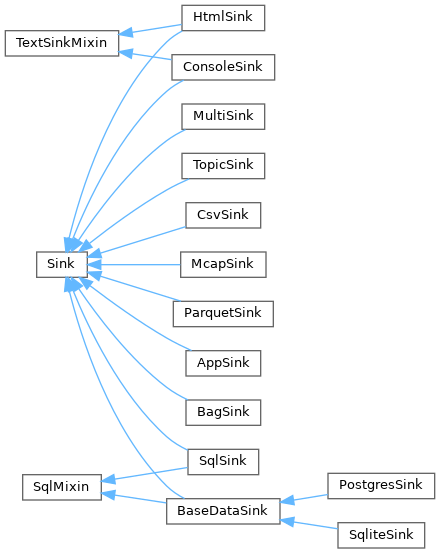 HtmlSink
TextSinkMixin
ConsoleSink
MultiSink
TopicSink
CsvSink
Sink
McapSink
ParquetSink
AppSink
BagSink
SqlSink
SqlMixin
PostgresSink
BaseDataSink
SqliteSink